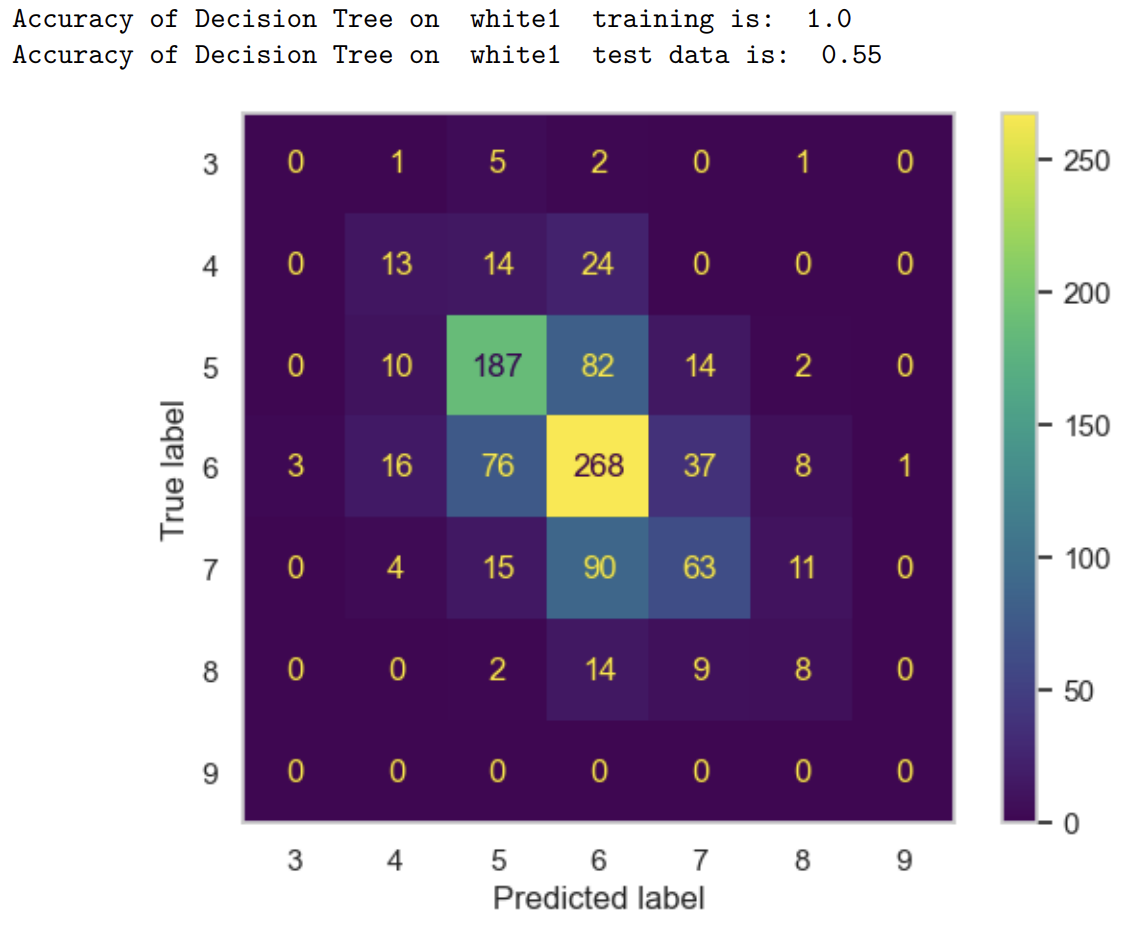 Accuracy of Decision Tree on white1 training is: 1.0
Accuracy of Decision Tree on white1 test data is: 0.55
3 0 1 5 2 0 1 0
4 0 13 14 24 0 0 0
5 0 10 187 82 14 2 0
6 3 16 76 268 37 8 1
7 0 4 15 90 63 11 0
8 0 0 2 14 9 8 0
9 0 0 0 0 0 0 0
3 4 5 6 7 8 9
Predicted label
True label
250
200
150
100
50
0